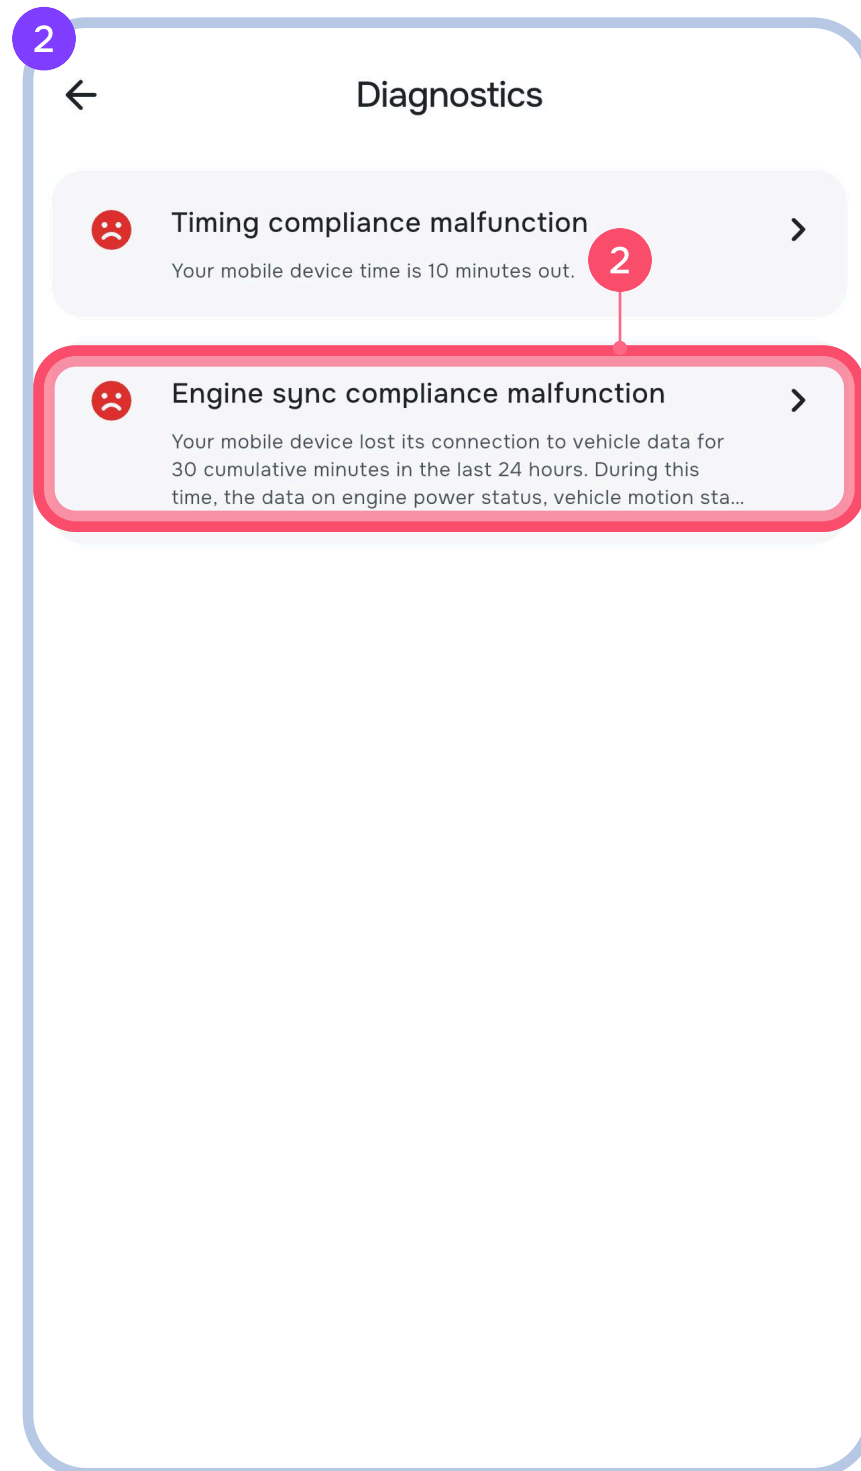 2
Diagnostics
Timing compliance malfunction
Your mobile device time is 10 minutes out.
2
Engine sync compliance malfunction
Your mobile device lost its connection to vehicle data for
30 cumulative minutes in the last 24 hours. During this
time, the data on engine power status, vehicle motion sta...